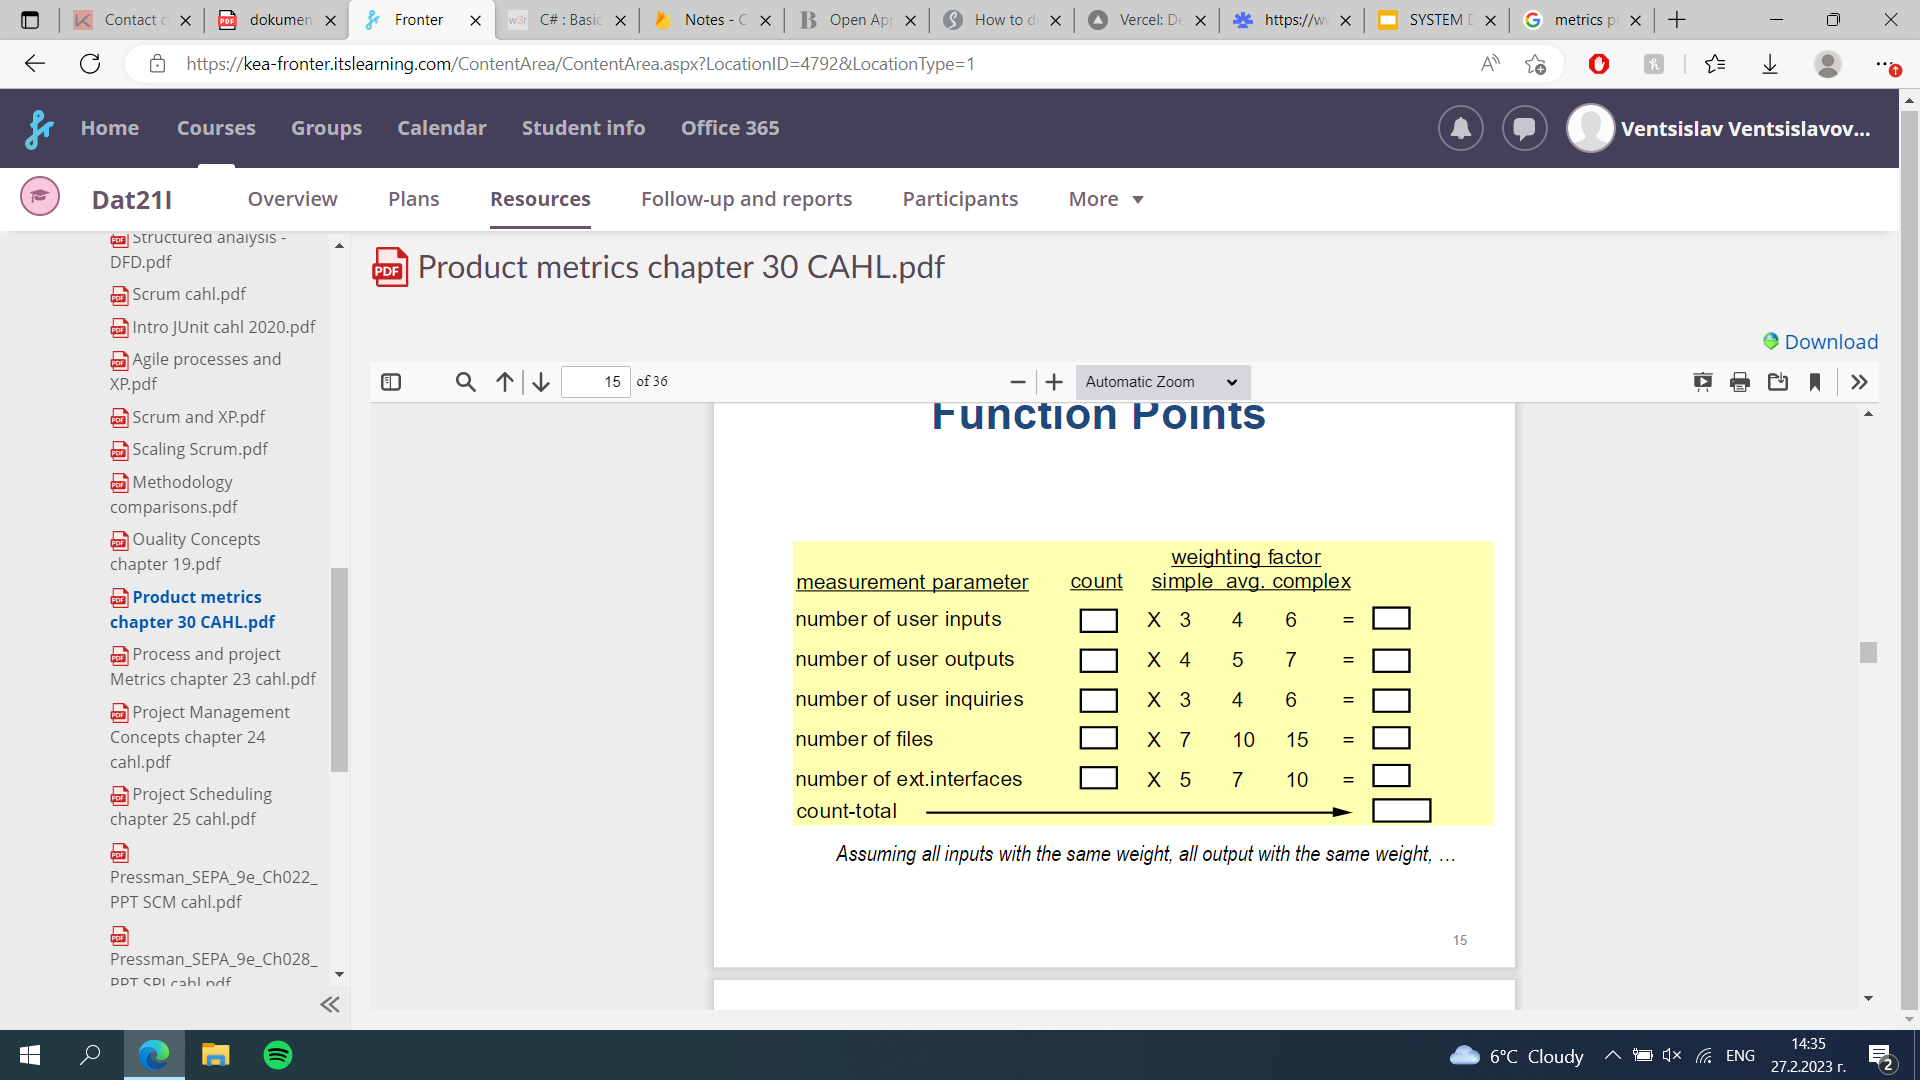 Contact c
dokumen
Fronter
w3r
C# : Basic
Notes - C
Open Ap
How to d
Vercel: De
https://w
SYSTEM D
metrics p
https://kea-fronter.itslearning.com/ContentArea/ContentArea.aspx?LocationID=4792&LocationType=1
Home
Courses
Groups
Calendar
Student info
Office 365
Ventsislav Ventsislavov...
Dat21I
Overview
Plans
Resources
Follow-up and reports
Participants
More
Structured analysis -
DFD.pdf
Scrum cahl.pdf
Intro JUnit cahl 2020.pdf
Agile processes and
XP.pdf
Scrum and XP.pdf
Scaling Scrum.pdf
Methodology
comparisons.pdf
Quality Concepts
chapter 19.pdf
Product metrics
chapter 30 CAHL.pdf
Process and project
Metrics chapter 23 cahl.pdf
Project Management
Concepts chapter 24
cahl.pdf
Project Scheduling
chapter 25 cahl.pdf
Pressman_SEPA_9e_Ch022_
PPT SCM cahl.pdf
Pressman_SEPA_9e_Ch028_
PPT SPI cahl.pdf
PDF Product metrics chapter 30 CAHL.pdf
Download
15 of 36
Automatic Zoom
Function Points
weighting factor
measurement parameter count simple avg. complex
number of user inputs X 3 4 6 =
number of user outputs X 4 5 7 =
number of user inquiries X 3 4 6 =
number of files X 7 10 15 =
number of ext.interfaces X 5 7 10 =
count-total
Assuming all inputs with the same weight, all output with the same weight, …
15
6°C Cloudy
ENG
14:35
27.2.2023 г.
2